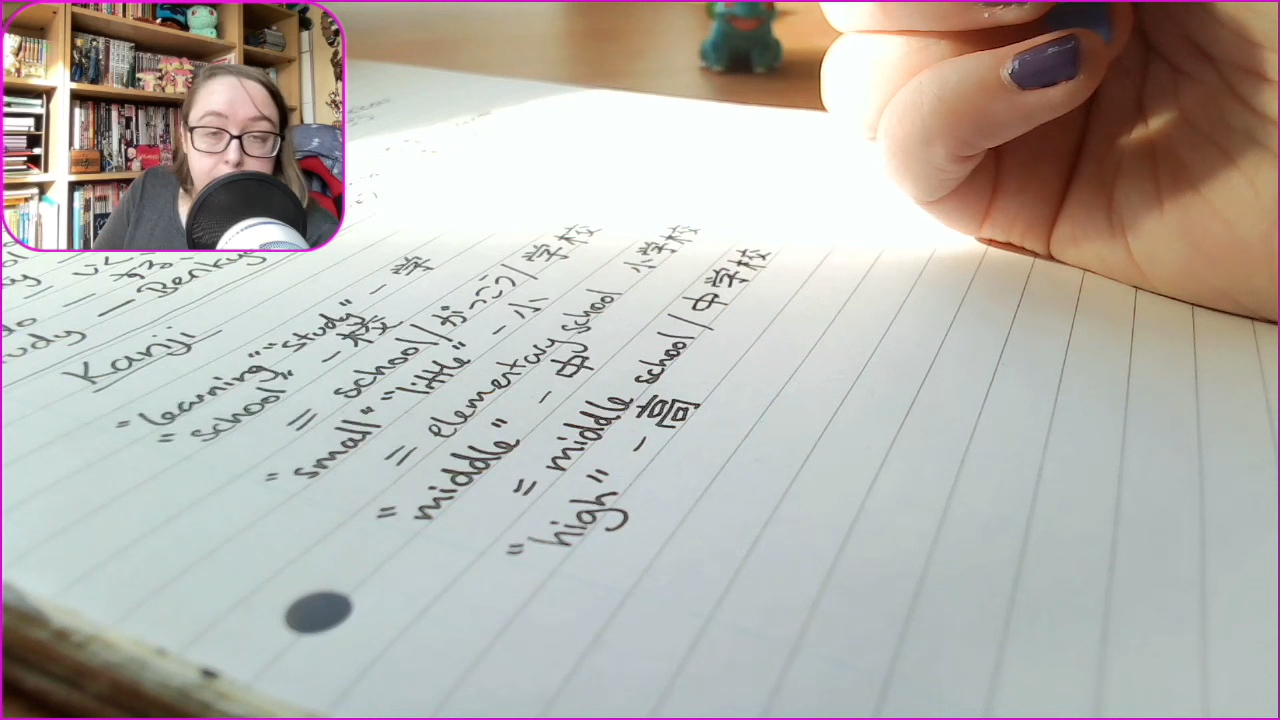 Kanji
"learning" "study" - 学
"school" - 校
= school / がっこう / 学校
"small" "little" - 小
= elementary school 小学校
"middle" - 中
= middle school / 中学校
"high" - 高